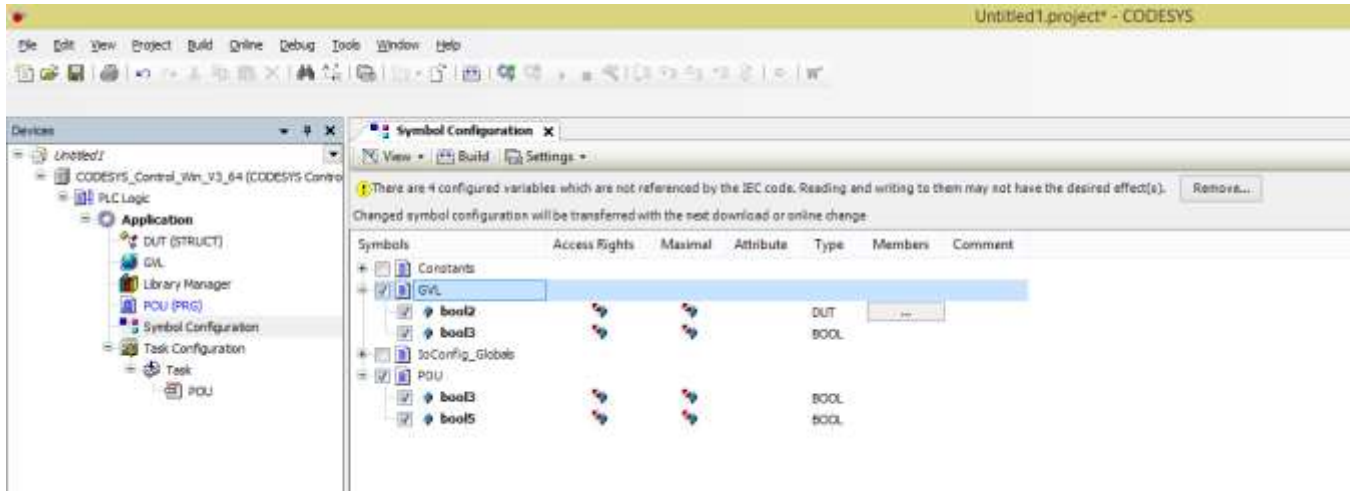 Untitled1.project* - CODESYS
File Edit View Project Build Online Debug Tools Window Help
Devices
Symbol Configuration
Untitled1
View Build Settings
CODESYS_Control_Win_V3_64 (CODESYS Contro
There are 4 configured variables which are not referenced by the IEC code. Reading and writing to them may not have the desired effect(s). Remove...
PLC Logic
Changed symbol configuration will be transferred with the next download or online change
Application
DUT (STRUCT)
Symbols Access Rights Maximal Attribute Type Members Comment
GVL
Constants
Library Manager
GVL
POU (PRG)
bool2 DUT ...
Symbol Configuration
bool3 BOOL
Task Configuration
IoConfig_Globals
Task
POU
POU
bool3 BOOL
bool5 BOOL